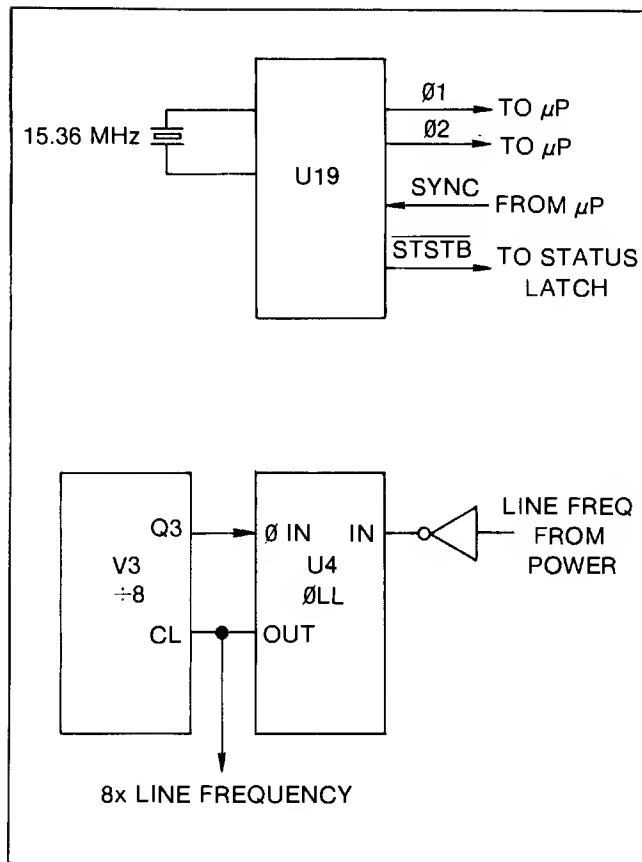 15.36 MHz
U19
Ø1
TO µP
Ø2
TO µP
SYNC
FROM µP
STSTB
TO STATUS
LATCH
Q3
V3
÷8
CL
Ø IN
IN
U4
ØLL
OUT
LINE FREQ
FROM
POWER
8x LINE FREQUENCY